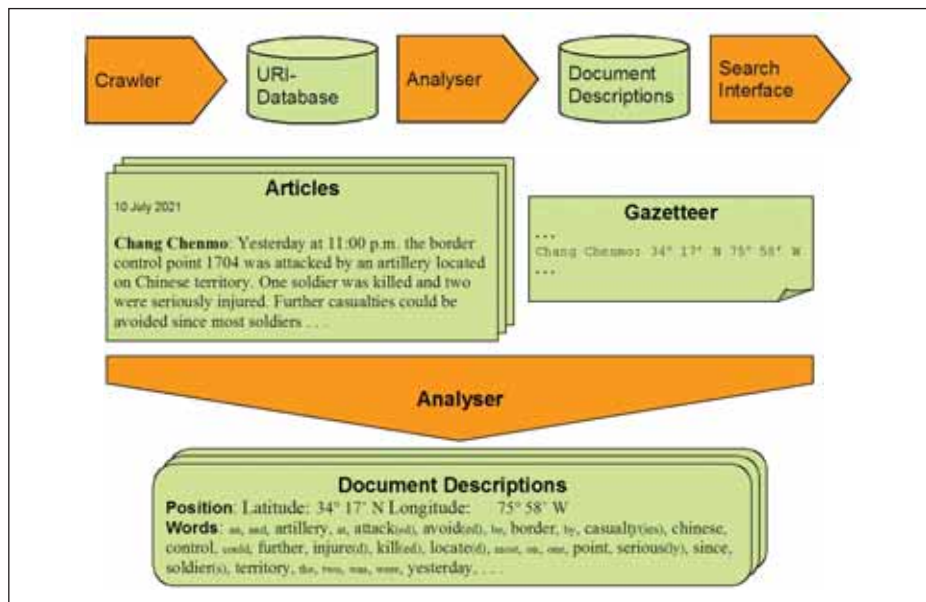 Crawler
URI-
Database
Analyser
Document
Descriptions
Search
Interface
Articles
10 July 2021
Chang Chenmo: Yesterday at 11:00 p.m. the border
control point 1704 was attacked by an artillery located
on Chinese territory. One soldier was killed and two
were seriously injured. Further casualties could be
avoided since most soldiers . . .
Gazetteer
...
Chang Chenmo: 34° 17' N 75° 58' W
...
Analyser
Document Descriptions
Position: Latitude: 34° 17' N Longitude: 75° 58' W
Words: an, and, artillery, at, attack(ed), avoid(ed), be, border, by, casualty(ies), chinese,
control, could, further, injure(d), kill(ed), locate(d), most, on, one, point, serious(ly), since,
soldier(s), territory, the, two, was, were, yesterday, . . .